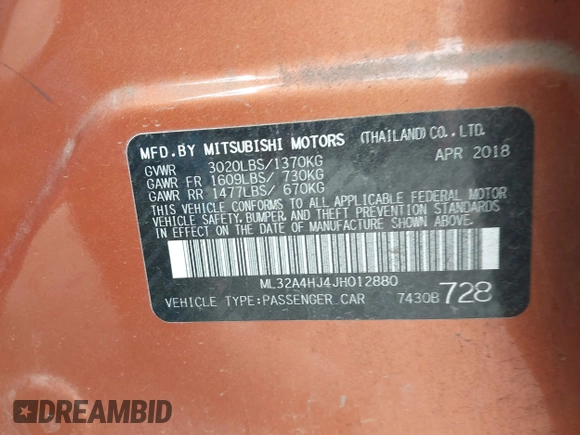 MFD.BY MITSUBISHI MOTORS (THAILAND)CO.,LTD.
GVWR 3020LBS/1370KG APR 2018
GAWR FR 1609LBS/ 730KG
GAWR RR 1477LBS/ 670KG
THIS VEHICLE CONFORMS TO ALL APPLICABLE FEDERAL MOTOR
VEHICLE SAFETY, BUMPER, AND THEFT PREVENTION STANDARDS
IN EFFECT ON THE DATE OF MANUFACTURE SHOWN ABOVE.
ML32A4HJ4JH012880
VEHICLE TYPE:PASSENGER CAR 7430B 728
DREAMBID